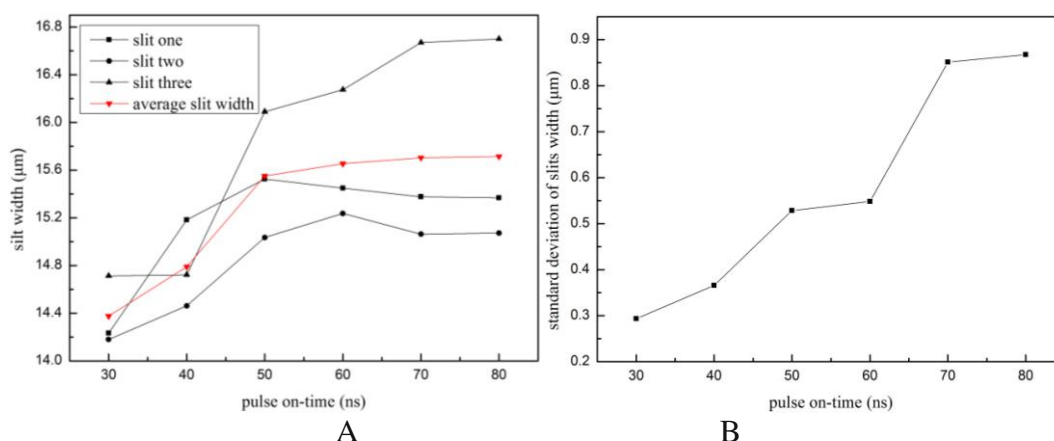 16.8
16.4
16.0
15.6
15.2
14.8
14.4
14.0
silt width (μm)
slit one
slit two
slit three
average slit width
30 40 50 60 70 80
pulse on-time (ns)
A
0.9
0.8
0.7
0.6
0.5
0.4
0.3
0.2
standard deviation of slits width (μm)
30 40 50 60 70 80
pulse on-time (ns)
B